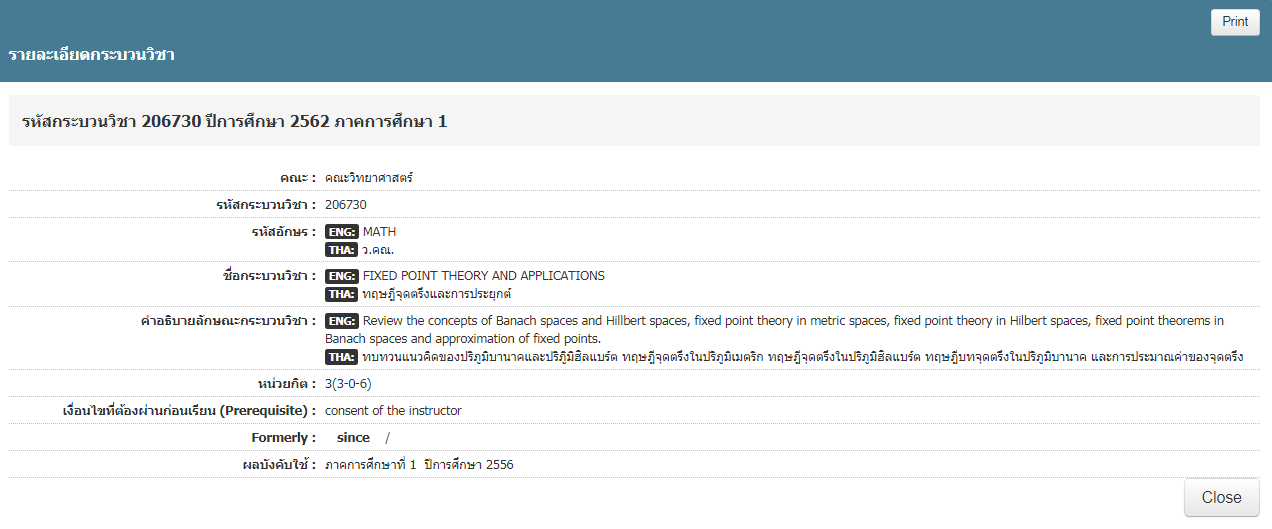 Print
รายละเอียดกระบวนวิชา
รหัสกระบวนวิชา 206730 ปีการศึกษา 2562 ภาคการศึกษา 1
คณะ : คณะวิทยาศาสตร์
รหัสกระบวนวิชา : 206730
รหัสอักษร : ENG: MATH
THA: ว.คณ.
ชื่อกระบวนวิชา : ENG: FIXED POINT THEORY AND APPLICATIONS
THA: ทฤษฎีจุดตรึงและการประยุกต์
คำอธิบายลักษณะกระบวนวิชา : ENG: Review the concepts of Banach spaces and Hillbert spaces, fixed point theory in metric spaces, fixed point theory in Hilbert spaces, fixed point theorems in
Banach spaces and approximation of fixed points.
THA: ทบทวนแนวคิดของปริภูมิบานาคและปริภูมิฮิลแบร์ต ทฤษฎีจุดตรึงในปริภูมิเมตริก ทฤษฎีจุดตรึงในปริภูมิฮิลแบร์ต ทฤษฎีบทจุดตรึงในปริภูมิบานาค และการประมาณค่าของจุดตรึง
หน่วยกิต : 3(3-0-6)
เงื่อนไขที่ต้องผ่านก่อนเรียน (Prerequisite) : consent of the instructor
Formerly : since /
ผลบังคับใช้ : ภาคการศึกษาที่ 1 ปีการศึกษา 2556
Close